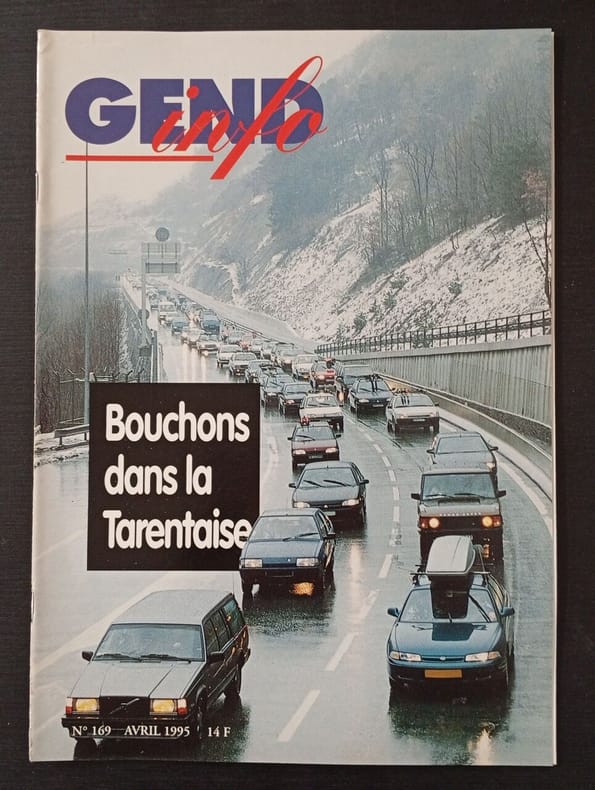 GEND
info
Bouchons
dans la
Tarentaise
N° 169 AVRIL 1995 14 F